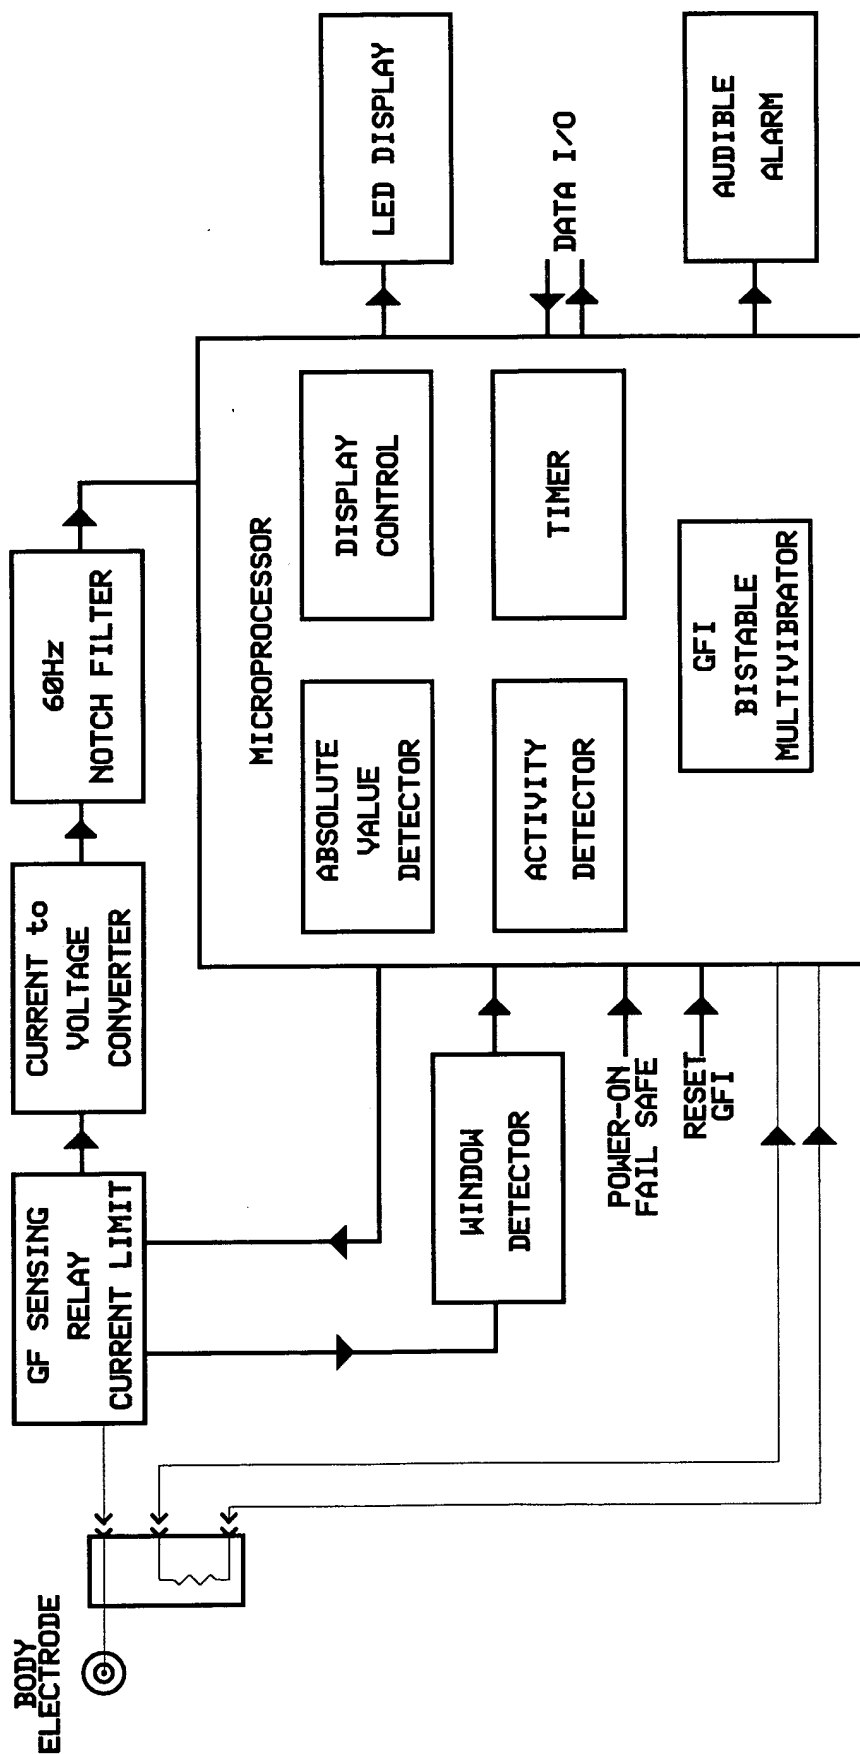 BODY
ELECTRODE
GF SENSING
RELAY
CURRENT LIMIT
CURRENT to
VOLTAGE
CONVERTER
60Hz
NOTCH FILTER
WINDOW
DETECTOR
POWER-ON
FAIL SAFE
RESET
GFI
MICROPROCESSOR
ABSOLUTE
VALUE
DETECTOR
DISPLAY
CONTROL
ACTIVITY
DETECTOR
TIMER
GFI
BISTABLE
MULTIVIBRATOR
LED DISPLAY
DATA I/O
AUDIBLE
ALARM